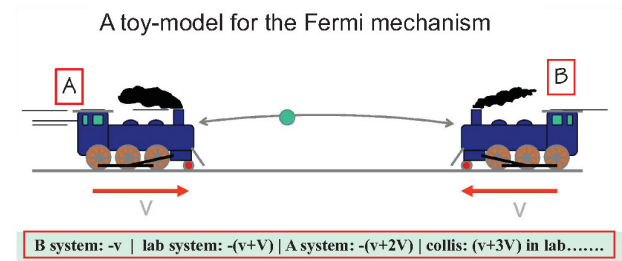 A toy-model for the Fermi mechanism
A
B
V
V
B system: -v | lab system: -(v+V) | A system: -(v+2V) | collis: (v+3V) in lab…….